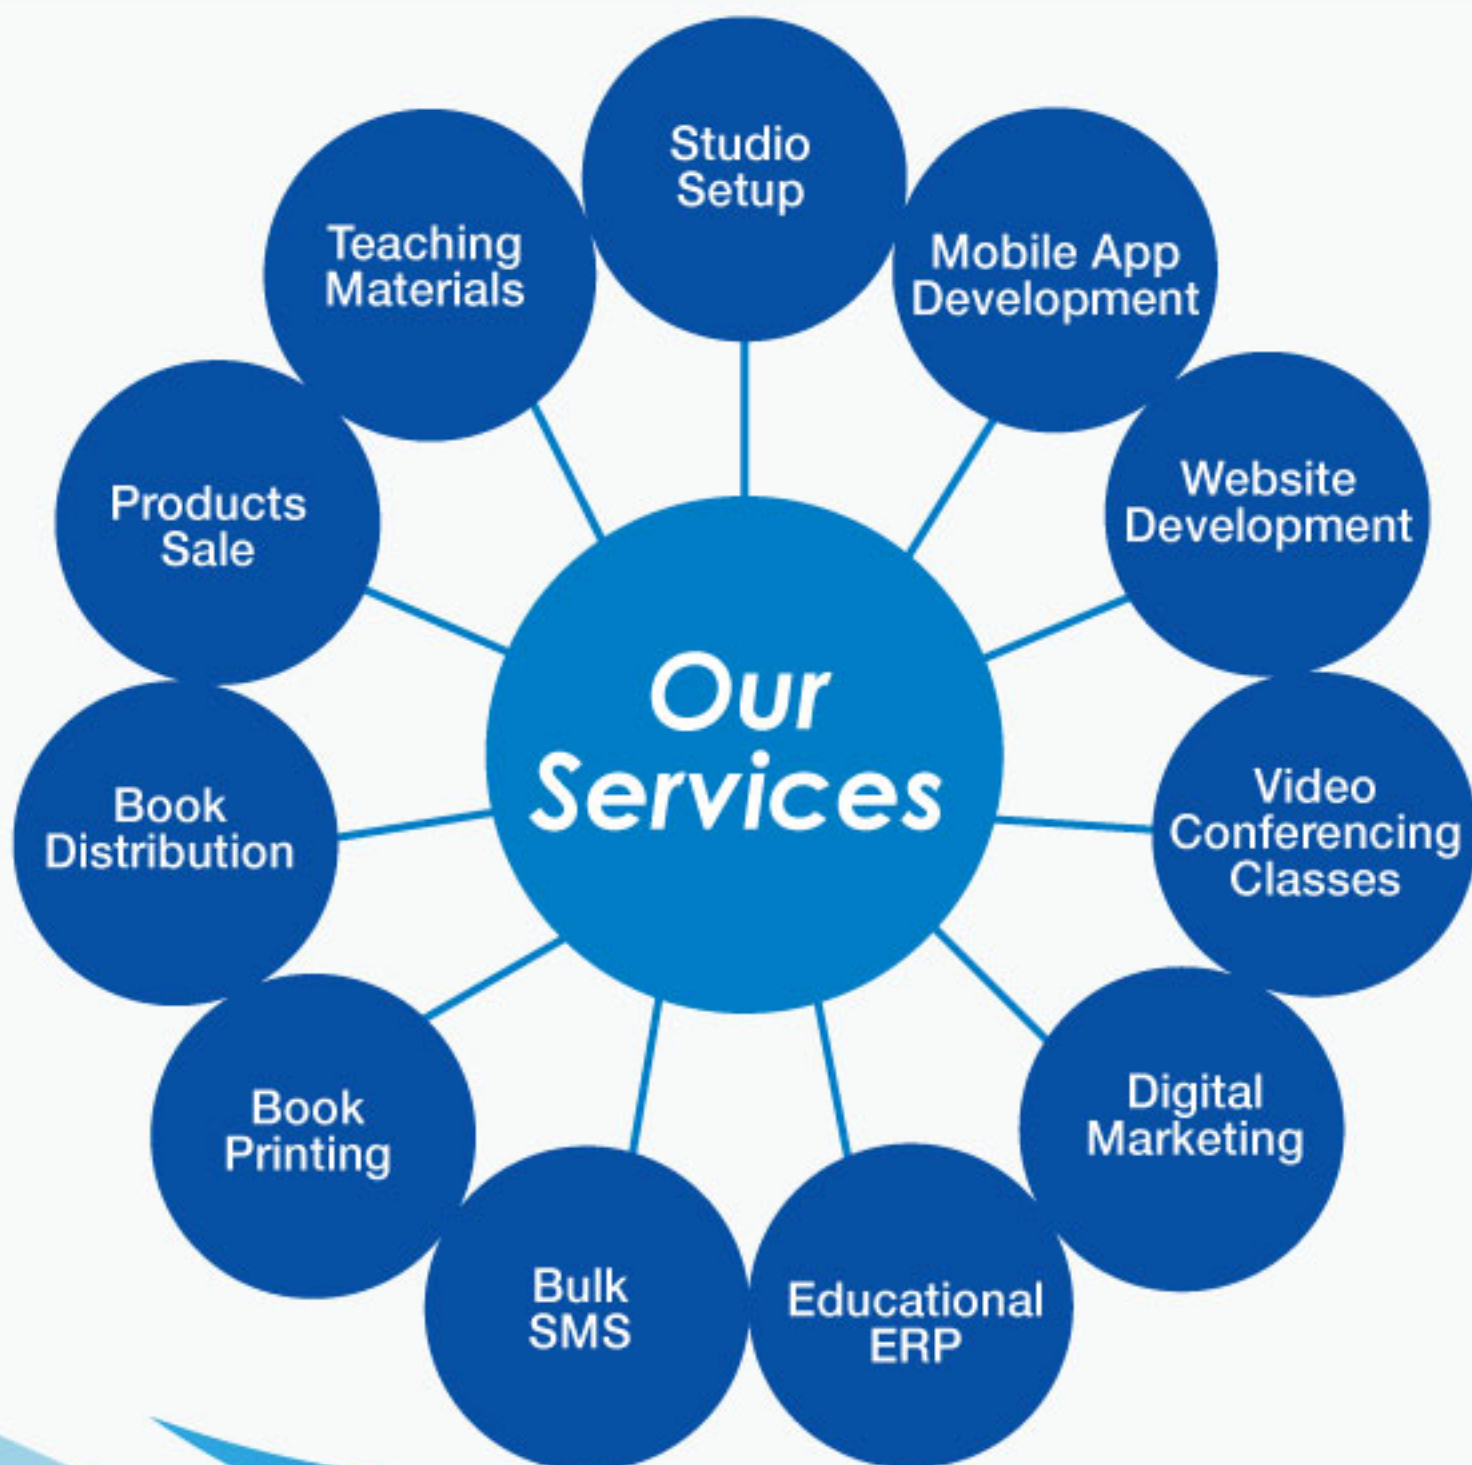 Our
Services
Studio
Setup
Mobile App
Development
Website
Development
Video
Conferencing
Classes
Digital
Marketing
Educational
ERP
Bulk
SMS
Book
Printing
Book
Distribution
Products
Sale
Teaching
Materials